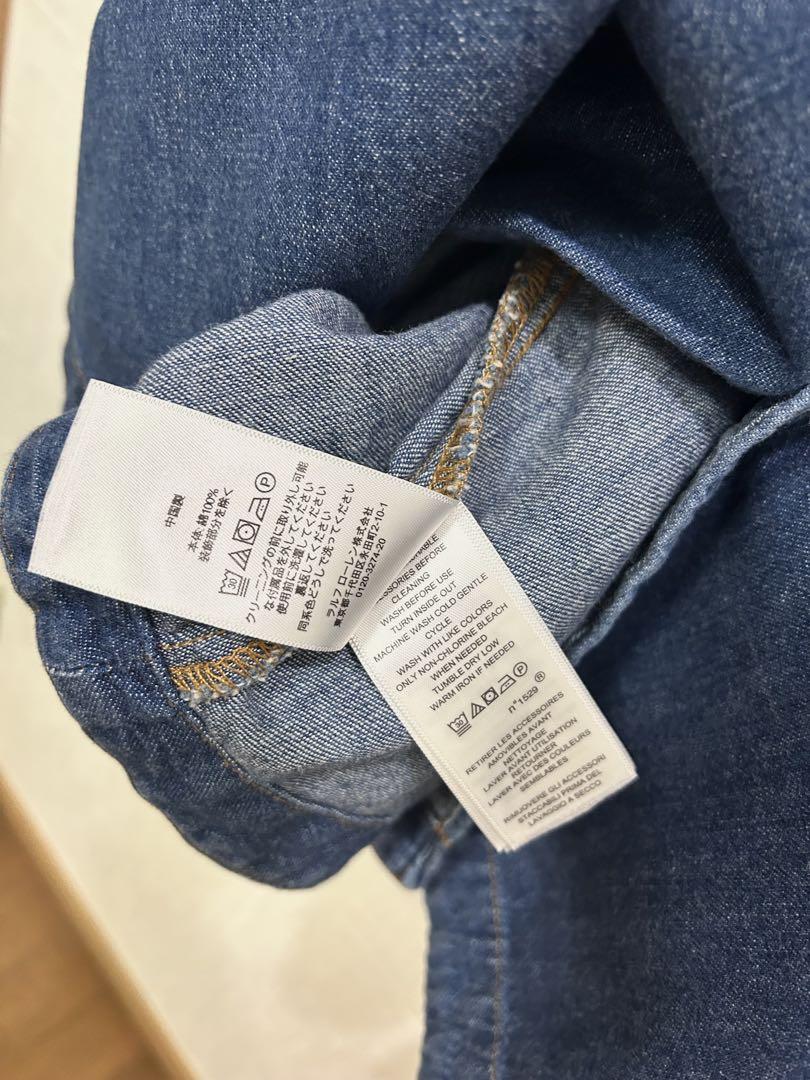 中国製
本体 綿100%
装飾部分を除く
30
P
クリーニングの前に取り外し可能
な付属品を外してください
使用前に洗濯してください
裏返してください
同系色どうしで洗ってください
ラルフ ローレン株式会社
東京都千代田区永田町2-10-1
0120-3274-20
BEFORE
CLEANING
WASH BEFORE USE
TURN INSIDE OUT
MACHINE WASH COLD GENTLE
CYCLE
WASH WITH LIKE COLORS
ONLY NON-CHLORINE BLEACH
WHEN NEEDED
TUMBLE DRY LOW
WARM IRON IF NEEDED
30
P
n°1529 ®
RETIRER LES ACCESSOIRES
AMOVIBLES AVANT
NETTOYAGE
LAVER AVANT UTILISATION
RETOURNER
LAVER AVEC DES COULEURS
SEMBLABLES
RIMUOVERE GLI ACCESSORI
STACCABILI PRIMA DEL
LAVAGGIO A SECCO